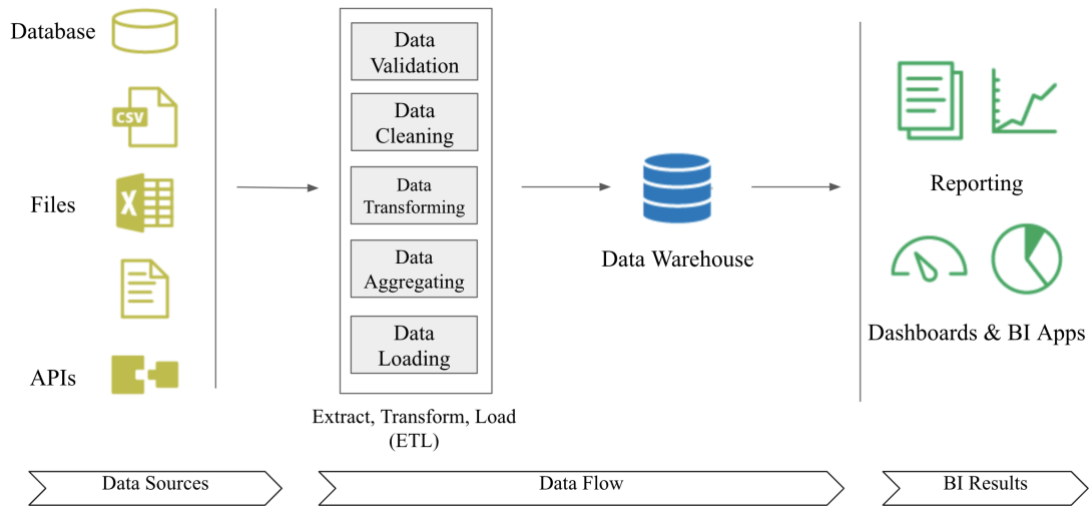 Database
CSV
X
Files
APIs
Data
Validation
Data
Cleaning
Data
Transforming
Data
Aggregating
Data
Loading
Extract, Transform, Load
(ETL)
Data Warehouse
Reporting
Dashboards & BI Apps
Data Sources
Data Flow
BI Results